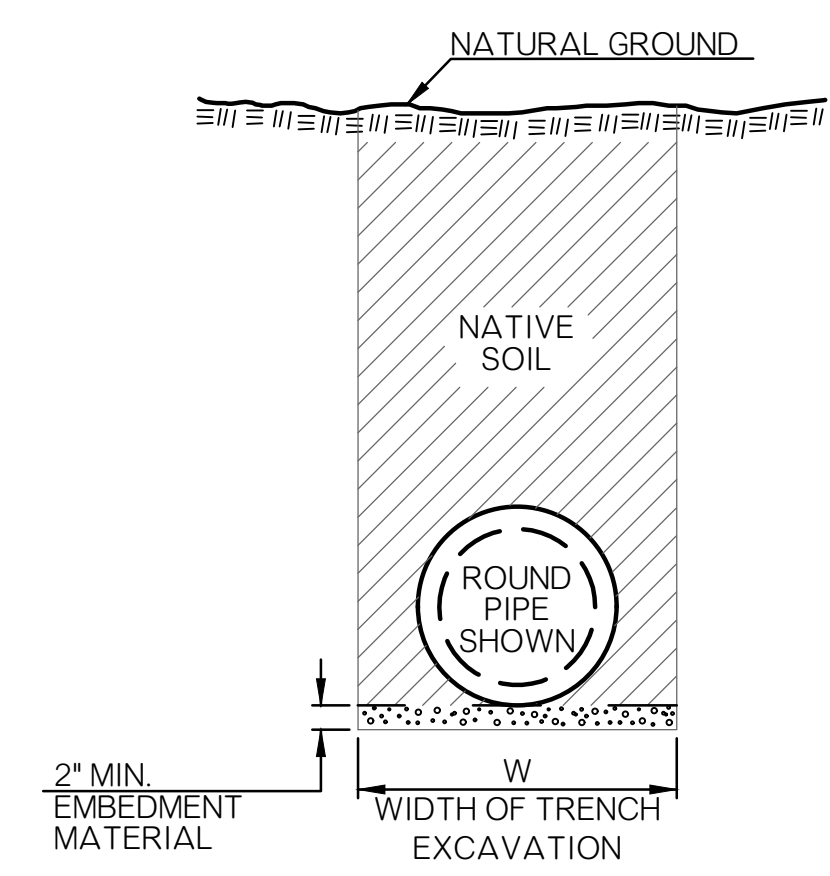 NATURAL GROUND
NATIVE
SOIL
ROUND
PIPE
SHOWN
2" MIN.
EMBEDMENT
MATERIAL
W
WIDTH OF TRENCH
EXCAVATION